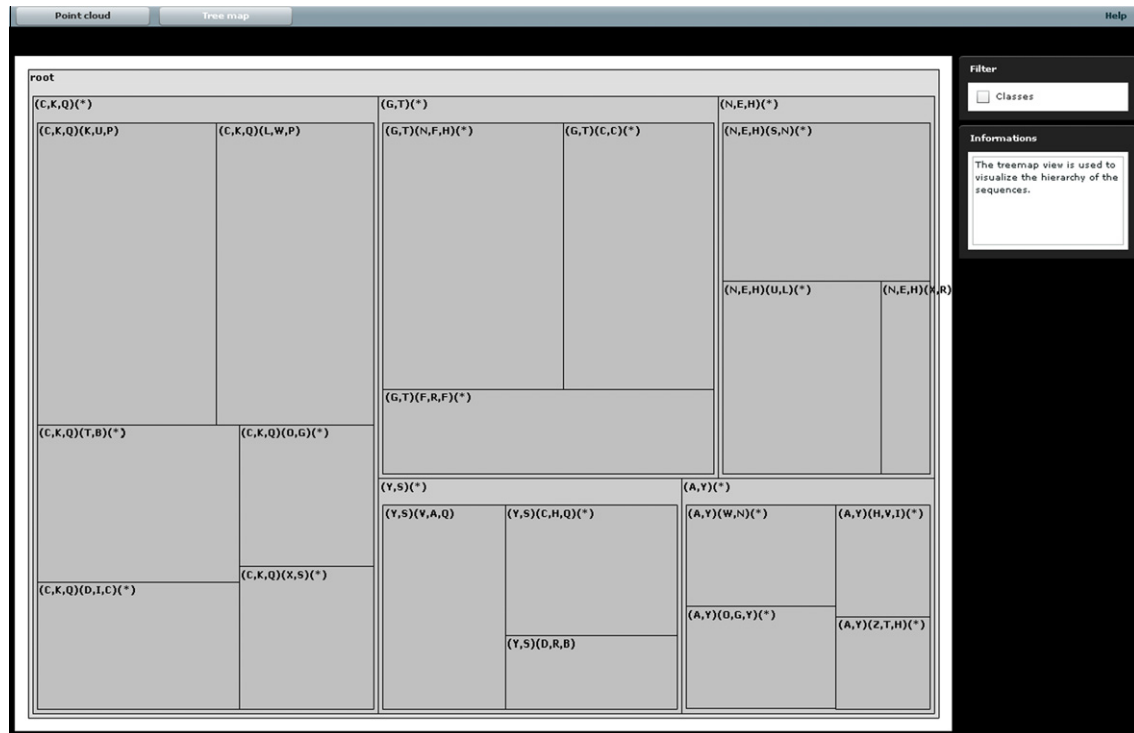 Point cloud
Tree map
Help
root
(C,K,Q)(*)
(G,T)(*)
(N,E,H)(*)
(C,K,Q)(K,U,P)
(C,K,Q)(L,W,P)
(G,T)(N,F,H)(*)
(G,T)(C,C)(*)
(N,E,H)(S,N)(*)
(N,E,H)(U,L)(*)
(N,E,H)(X,R)
(G,T)(F,R,F)(*)
(C,K,Q)(T,B)(*)
(C,K,Q)(O,G)(*)
(Y,S)(*)
(A,Y)(*)
(Y,S)(V,A,Q)
(Y,S)(C,H,Q)(*)
(A,Y)(W,N)(*)
(A,Y)(H,V,I)(*)
(C,K,Q)(X,S)(*)
(C,K,Q)(D,I,C)(*)
(A,Y)(O,G,Y)(*)
(A,Y)(Z,T,H)(*)
(Y,S)(D,R,B)
Filter
Classes
Informations
The treemap view is used to
visualize the hierarchy of the
sequences.